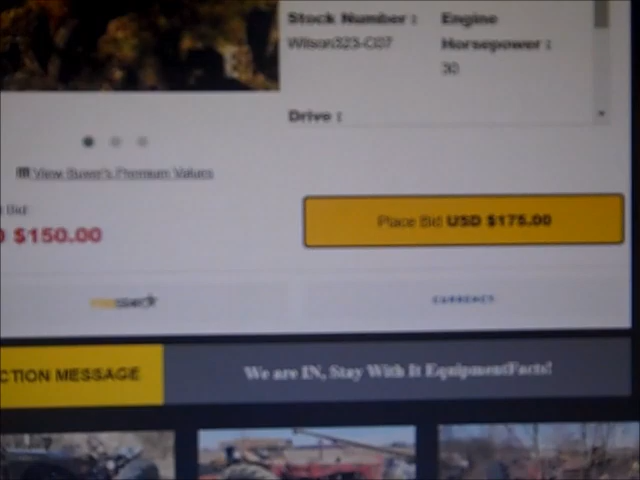 Stock Number : Engine
Wilson323-C07 Horsepower :
30
Drive :
View Buyer's Premium Values
Bid:
$150.00
Place Bid USD $175.00
CURRENCY
CTION MESSAGE
We are IN, Stay With It EquipmentFacts!